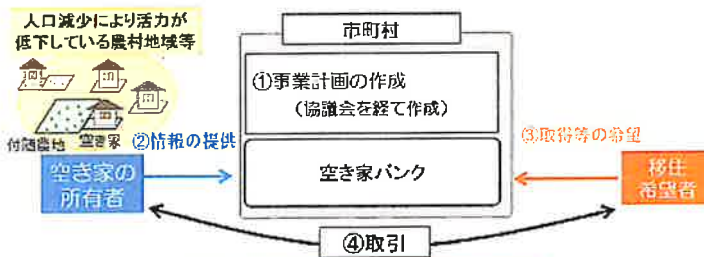 人口減少により活力が
低下している農村地域等
市町村
①事業計画の作成
（協議会を経て作成）
付随農地
空き家
②情報の提供
③取得等の希望
空き家の
所有者
空き家バンク
移住
希望者
④取引